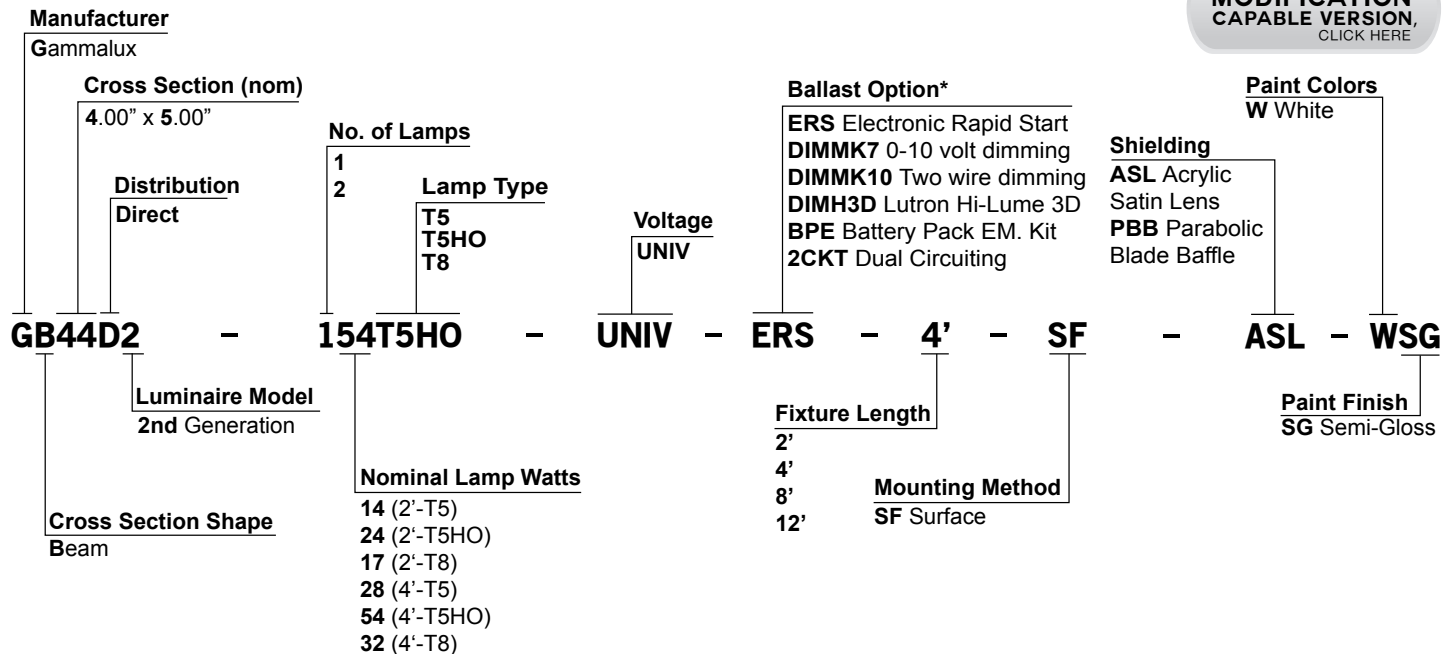 MODIFICATION
CAPABLE VERSION,
CLICK HERE
Manufacturer
Gammalux
Cross Section (nom)
4.00” x 5.00”
Distribution
Direct
No. of Lamps
1
2
Lamp Type
T5
T5HO
T8
Voltage
UNIV
Ballast Option*
ERS Electronic Rapid Start
DIMMK7 0-10 volt dimming
DIMMK10 Two wire dimming
DIMH3D Lutron Hi-Lume 3D
BPE Battery Pack EM. Kit
2CKT Dual Circuiting
Shielding
ASL Acrylic
Satin Lens
PBB Parabolic
Blade Baffle
Paint Colors
W White
GB44D2 – 154T5HO – UNIV – ERS – 4’ – SF – ASL – WSG
Luminaire Model
2nd Generation
Cross Section Shape
Beam
Nominal Lamp Watts
14 (2’-T5)
24 (2’-T5HO)
17 (2’-T8)
28 (4’-T5)
54 (4’-T5HO)
32 (4‘-T8)
Fixture Length
2’
4’
8’
12’
Mounting Method
SF Surface
Paint Finish
SG Semi-Gloss